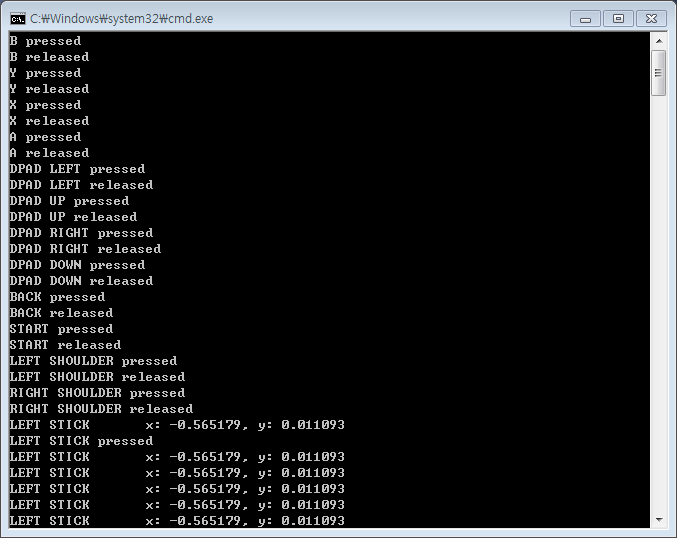 C:₩Windows₩system32₩cmd.exe
B pressed
B released
Y pressed
Y released
X pressed
X released
A pressed
A released
DPAD LEFT pressed
DPAD LEFT released
DPAD UP pressed
DPAD UP released
DPAD RIGHT pressed
DPAD RIGHT released
DPAD DOWN pressed
DPAD DOWN released
BACK pressed
BACK released
START pressed
START released
LEFT SHOULDER pressed
LEFT SHOULDER released
RIGHT SHOULDER pressed
RIGHT SHOULDER released
LEFT STICK       x: -0.565179, y: 0.011093
LEFT STICK pressed
LEFT STICK       x: -0.565179, y: 0.011093
LEFT STICK       x: -0.565179, y: 0.011093
LEFT STICK       x: -0.565179, y: 0.011093
LEFT STICK       x: -0.565179, y: 0.011093
LEFT STICK       x: -0.565179, y: 0.011093